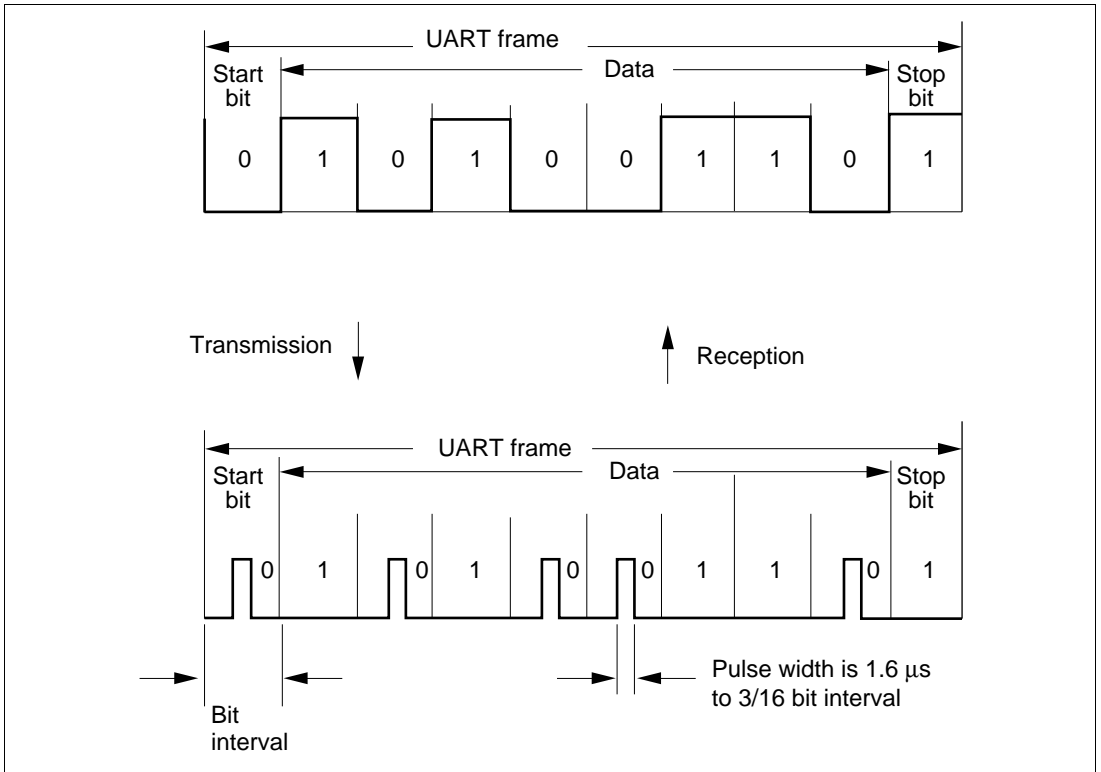 UART frame
Start
bit
Data
Stop
bit
0 1 0 1 0 0 1 1 0 1
Transmission
Reception
UART frame
Start
bit
Data
Stop
bit
0 1 0 1 0 0 1 1 0 1
Bit
interval
Pulse width is 1.6 μs
to 3/16 bit interval